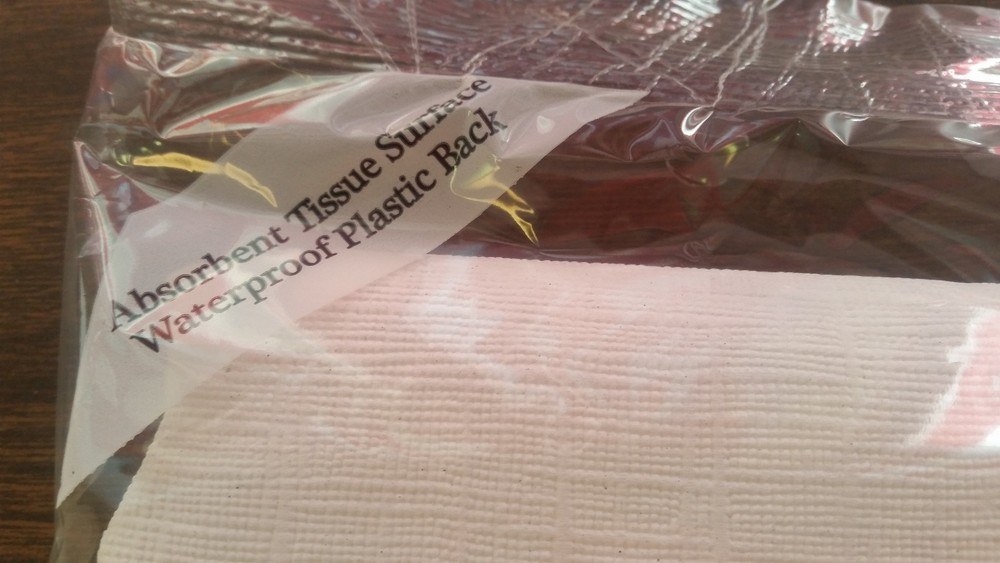 Absorbent Tissue Surface
Waterproof Plastic Back